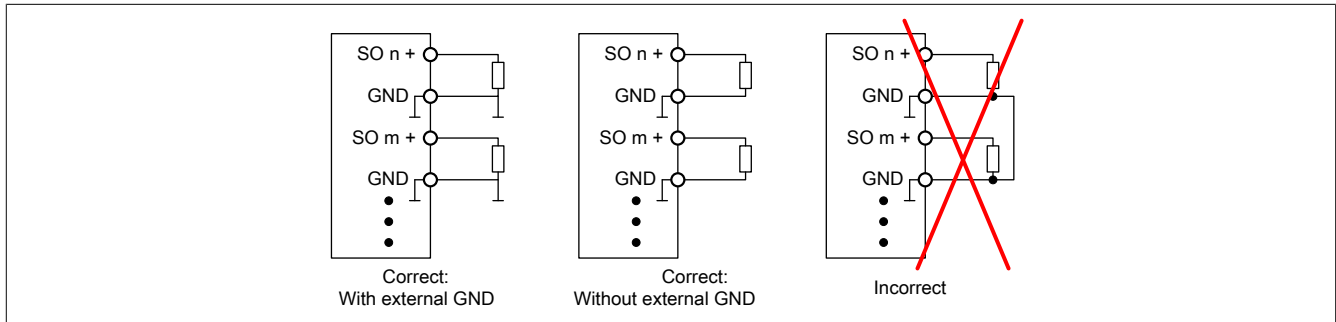 SO n +
GND
SO m +
GND
Correct:
With external GND
SO n +
GND
SO m +
GND
Correct:
Without external GND
SO n +
GND
SO m +
GND
Incorrect